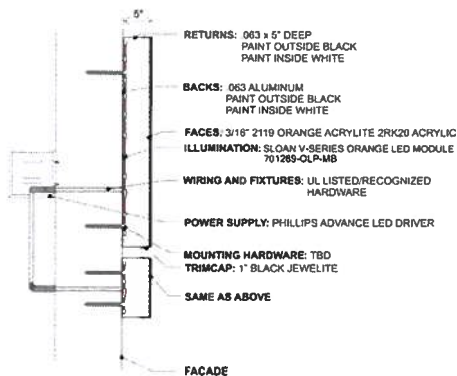 5"
RETURNS: .063 x 5" DEEP
PAINT OUTSIDE BLACK
PAINT INSIDE WHITE
BACKS: .063 ALUMINUM
PAINT OUTSIDE BLACK
PAINT INSIDE WHITE
FACES: 3/16" 2119 ORANGE ACRYLITE 2RK20 ACRYLIC
ILLUMINATION: SLOAN V-SERIES ORANGE LED MODULE
701269-OLP-MB
WIRING AND FIXTURES: UL LISTED/RECOGNIZED
HARDWARE
POWER SUPPLY: PHILLIPS ADVANCE LED DRIVER
MOUNTING HARDWARE: TBD
TRIMCAP: 1" BLACK JEWELITE
SAME AS ABOVE
FACADE